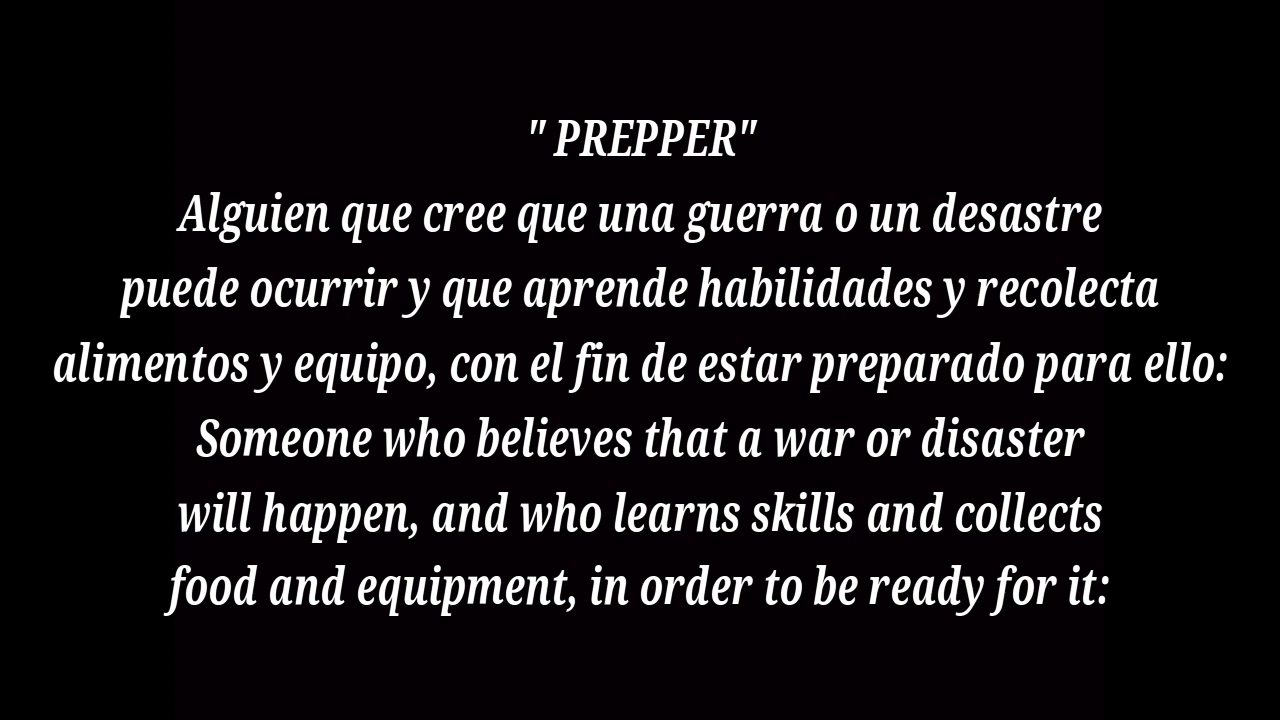 " PREPPER"
Alguien que cree que una guerra o un desastre
puede ocurrir y que aprende habilidades y recolecta
alimentos y equipo, con el fin de estar preparado para ello:
Someone who believes that a war or disaster
will happen, and who learns skills and collects
food and equipment, in order to be ready for it: